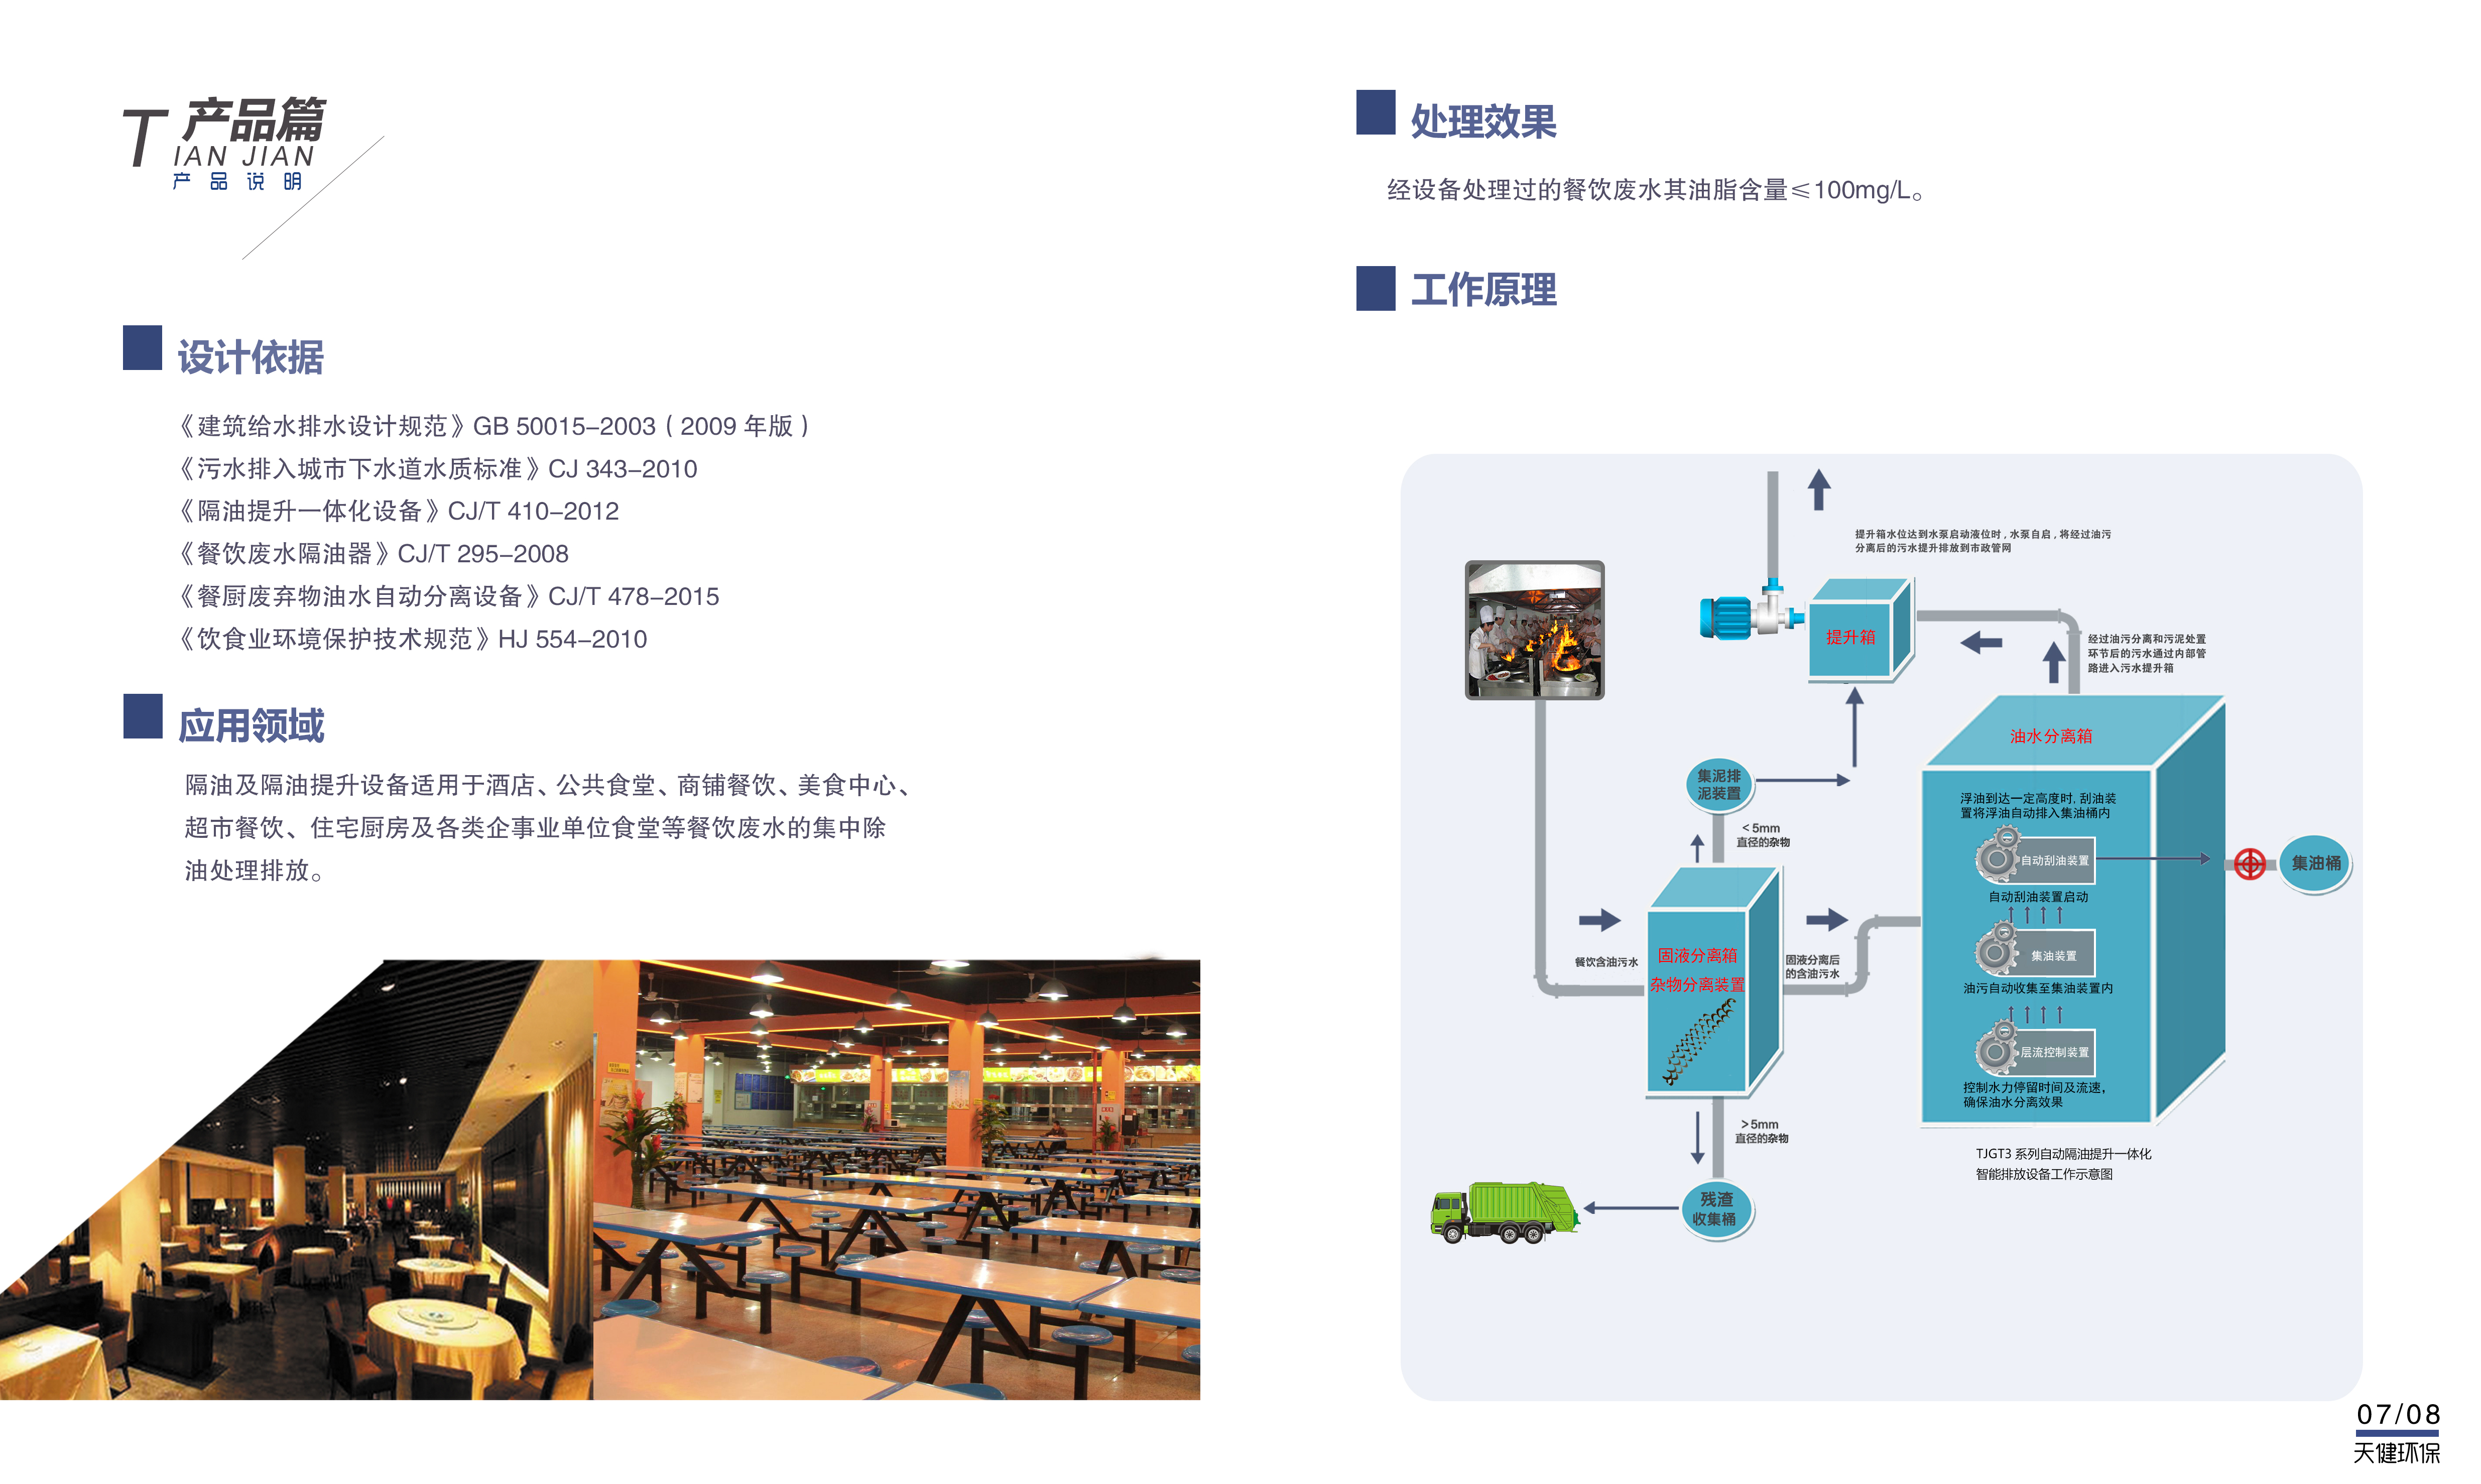 T 产品篇
IAN JIAN
产品说明
设计依据
《建筑给水排水设计规范》GB 50015-2003（2009 年版）
《污水排入城市下水道水质标准》CJ 343-2010
《隔油提升一体化设备》CJ/T 410-2012
《餐饮废水隔油器》CJ/T 295-2008
《餐厨废弃物油水自动分离设备》CJ/T 478-2015
《饮食业环境保护技术规范》HJ 554-2010
应用领域
隔油及隔油提升设备适用于酒店、公共食堂、商铺餐饮、美食中心、
超市餐饮、住宅厨房及各类企事业单位食堂等餐饮废水的集中除
油处理排放。
处理效果
经设备处理过的餐饮废水其油脂含量≤100mg/L。
工作原理
提升箱水位达到水泵启动液位时，水泵自启，将经过油污
分离后的污水提升排放到市政管网
提升箱
经过油污分离和污泥处置
环节后的污水通过内部管
路进入污水提升箱
油水分离箱
集泥排
泥装置
<5mm
直径的杂物
浮油到达一定高度时, 刮油装
置将浮油自动排入集油桶内
自动刮油装置
集油桶
自动刮油装置启动
餐饮含油污水
固液分离箱
杂物分离装置
固液分离后
的含油污水
集油装置
油污自动收集至集油装置内
层流控制装置
控制水力停留时间及流速，
确保油水分离效果
>5mm
直径的杂物
TJGT3 系列自动隔油提升一体化
智能排放设备工作示意图
残渣
收集桶
07/08
天健环保